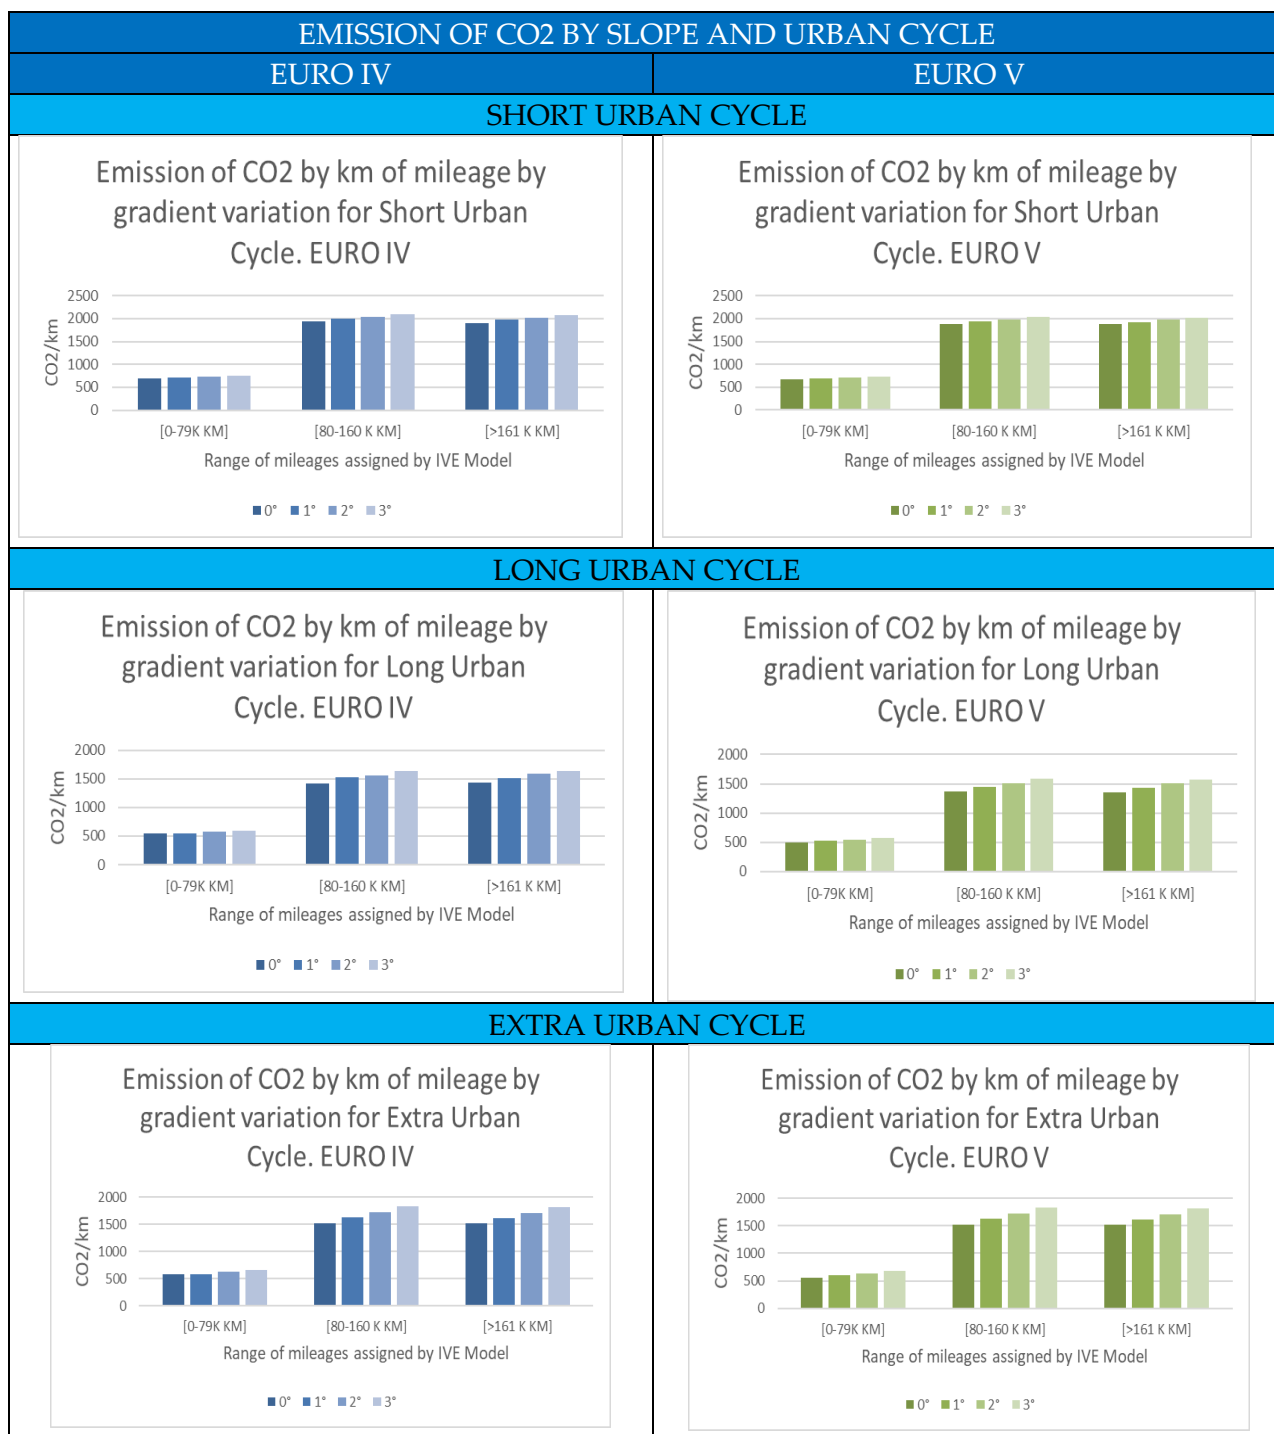 EMISSION OF CO2 BY SLOPE AND URBAN CYCLE
EURO IV
EURO V
SHORT URBAN CYCLE
Emission of CO2 by km of mileage by
gradient variation for Short Urban
Cycle. EURO IV
2500
2000
1500
1000
500
0
CO2/km
[0-79K KM]
[80-160 K KM]
[>161 K KM]
Range of mileages assigned by IVE Model
0° 1° 2° 3°
Emission of CO2 by km of mileage by
gradient variation for Short Urban
Cycle. EURO V
2500
2000
1500
1000
500
0
CO2/km
[0-79K KM]
[80-160 K KM]
[>161 K KM]
Range of mileages assigned by IVE Model
0° 1° 2° 3°
LONG URBAN CYCLE
Emission of CO2 by km of mileage by
gradient variation for Long Urban
Cycle. EURO IV
2000
1500
1000
500
0
CO2/km
[0-79K KM]
[80-160 K KM]
[>161 K KM]
Range of mileages assigned by IVE Model
0° 1° 2° 3°
Emission of CO2 by km of mileage by
gradient variation for Long Urban
Cycle. EURO V
2000
1500
1000
500
0
CO2/km
[0-79K KM]
[80-160 K KM]
[>161 K KM]
Range of mileages assigned by IVE Model
0° 1° 2° 3°
EXTRA URBAN CYCLE
Emission of CO2 by km of mileage by
gradient variation for Extra Urban
Cycle. EURO IV
2000
1500
1000
500
0
CO2/km
[0-79K KM]
[80-160 K KM]
[>161 K KM]
Range of mileages assigned by IVE Model
0° 1° 2° 3°
Emission of CO2 by km of mileage by
gradient variation for Extra Urban
Cycle. EURO V
2000
1500
1000
500
0
CO2/km
[0-79K KM]
[80-160 K KM]
[>161 K KM]
Range of mileages assigned by IVE Model
0° 1° 2° 3°